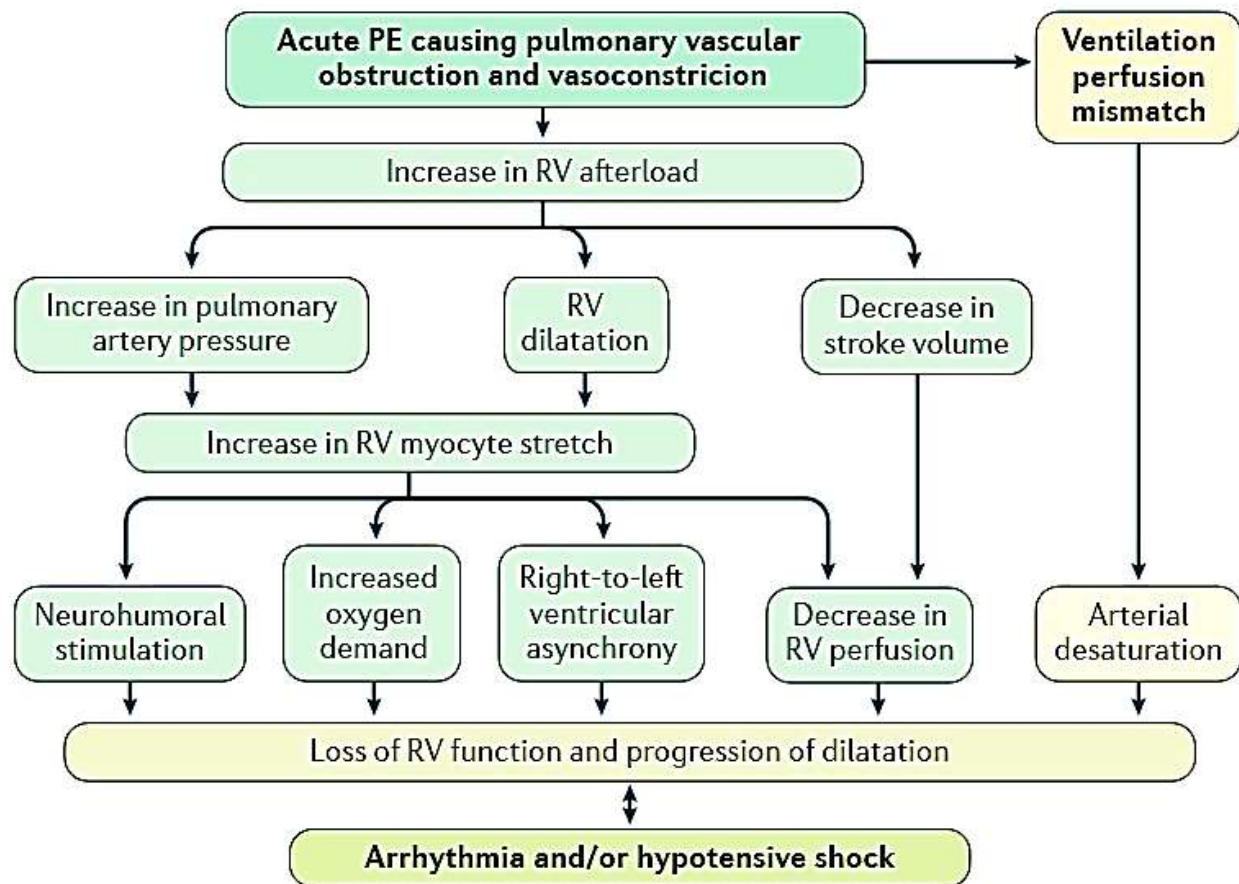 Acute PE causing pulmonary vascular
obstruction and vasoconstricion
Ventilation
perfusion
mismatch
Increase in RV afterload
Increase in pulmonary
artery pressure
RV
dilatation
Decrease in
stroke volume
Increase in RV myocyte stretch
Neurohumoral
stimulation
Increased
oxygen
demand
Right-to-left
ventricular
asynchrony
Decrease in
RV perfusion
Arterial
desaturation
Loss of RV function and progression of dilatation
Arrhythmia and/or hypotensive shock